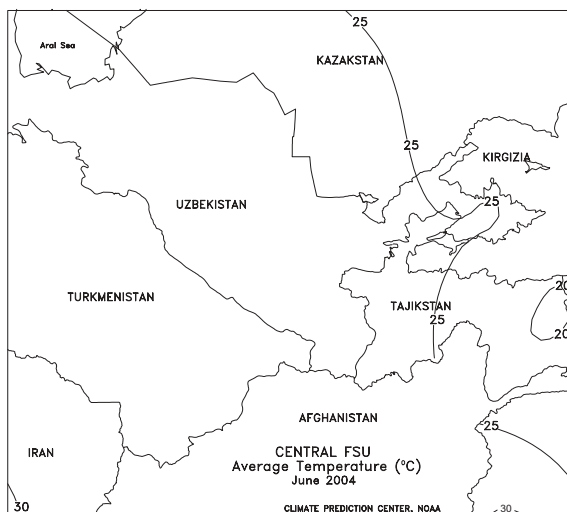 25
Aral Sea
KAZAKSTAN
25
KIRGIZIA
UZBEKISTAN
25
20
TURKMENISTAN
TAJIKSTAN
25
20
AFGHANISTAN
25
IRAN
CENTRAL FSU
Average Temperature (°C)
June 2004
30
CLIMATE PREDICTION CENTER, NOAA
30